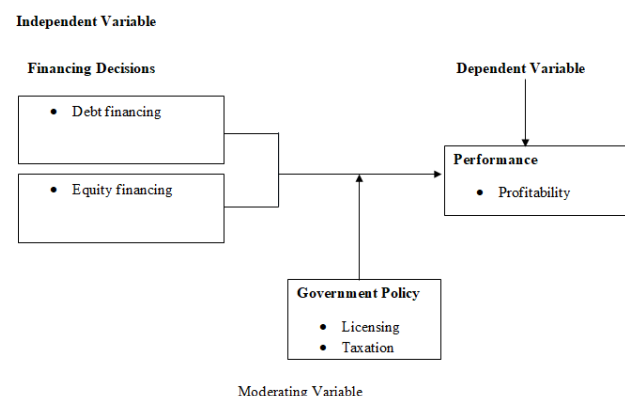 Independent Variable
Financing Decisions
Dependent Variable
• Debt financing
Performance
• Profitability
• Equity financing
Government Policy
• Licensing
• Taxation
Moderating Variable